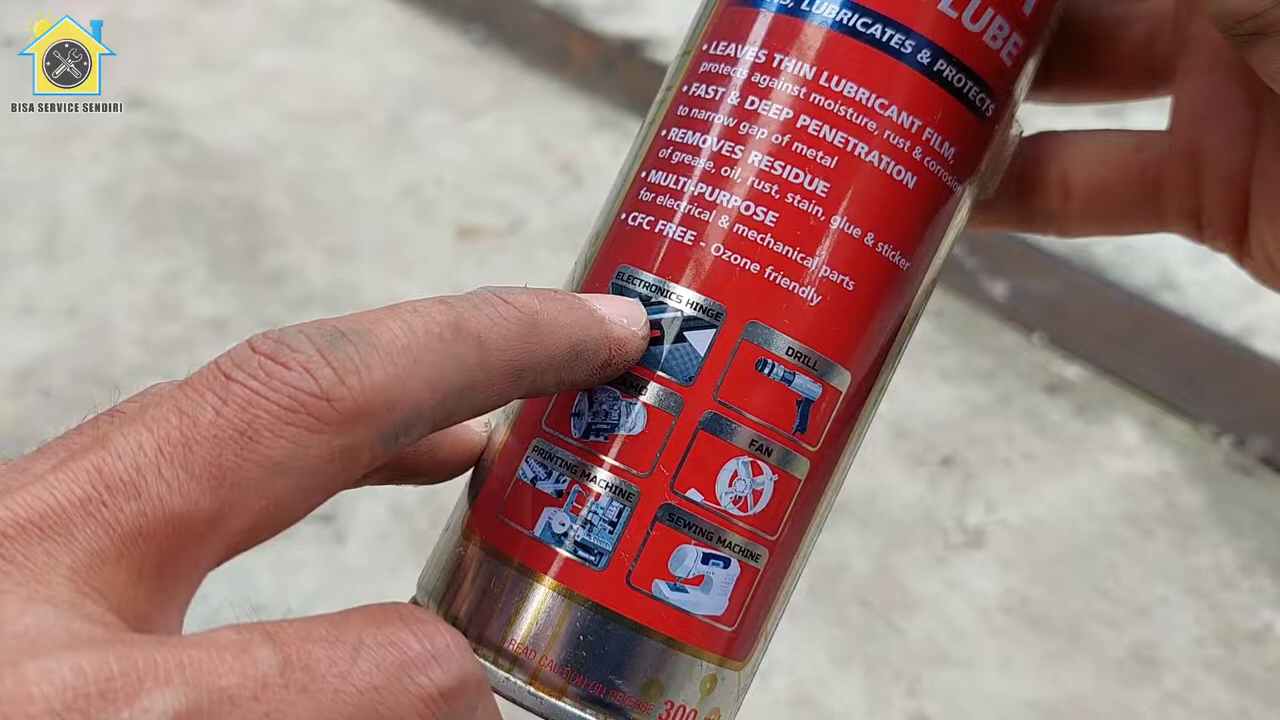 BISA SERVICE SENDIRI
LUBE
LUBRICATES & PROTECTS
• LEAVES THIN LUBRICANT FILM,
protects against moisture, rust & corrosion
• FAST & DEEP PENETRATION
to narrow gap of metal
• REMOVES RESIDUE
of grease, oil, rust, stain, glue & sticker
• MULTI-PURPOSE
for electrical & mechanical parts
• CFC FREE - Ozone friendly
ELECTRONICS HINGE
DRILL
FAN
PRINTING MACHINE
SEWING MACHINE
READ CAUTION ON REVERSE
300